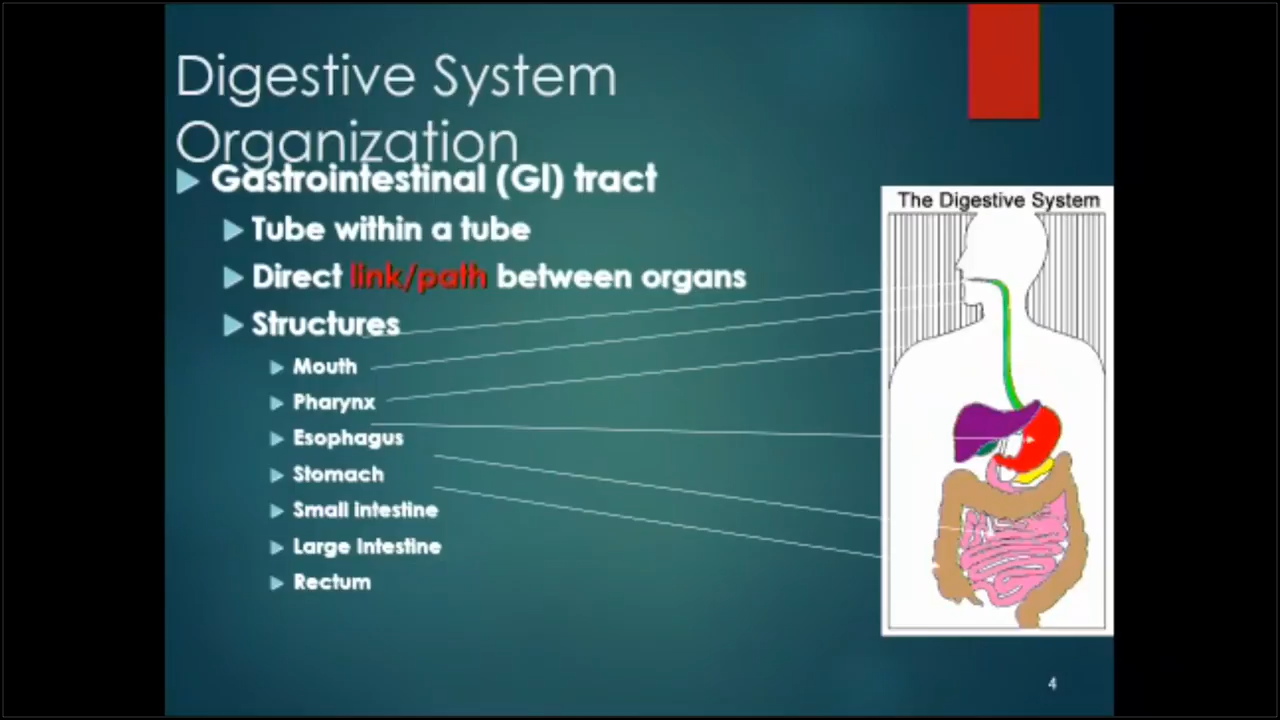 Digestive System
Organization
Gastrointestinal (GI) tract
Tube within a tube
Direct link/path between organs
Structures
Mouth
Pharynx
Esophagus
Stomach
Small intestine
Large Intestine
Rectum
The Digestive System
4